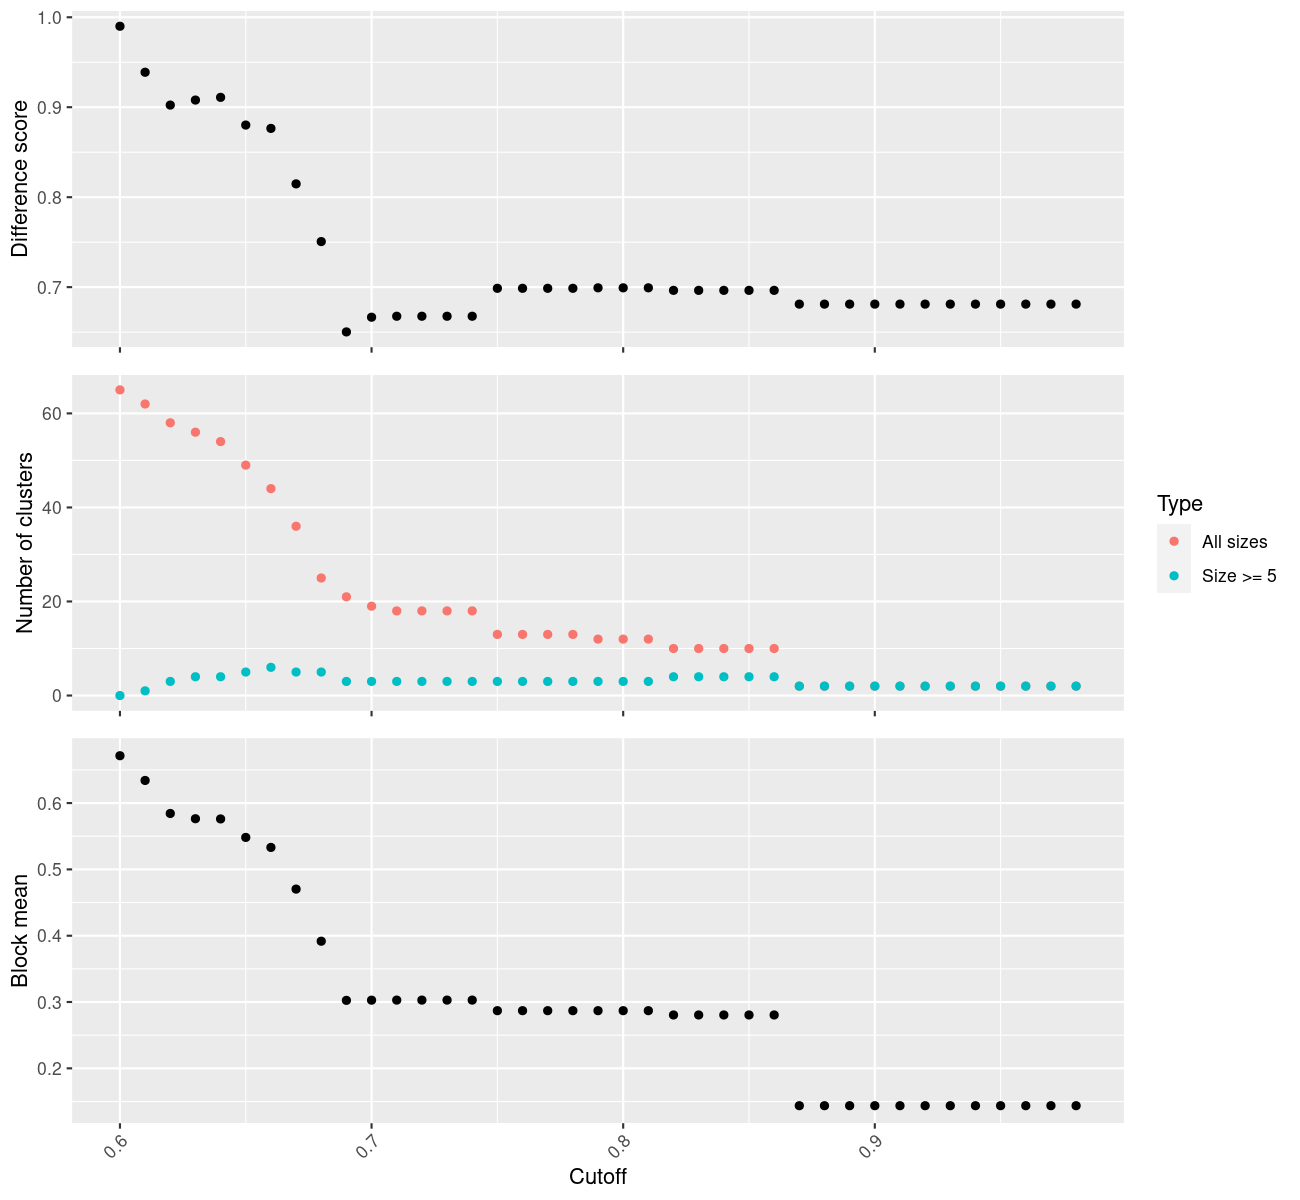 Difference score
1.0
0.9
0.8
0.7
Number of clusters
60
40
20
0
Type
All sizes
Size >= 5
Block mean
0.6
0.5
0.4
0.3
0.2
0.6 0.7 0.8 0.9
Cutoff